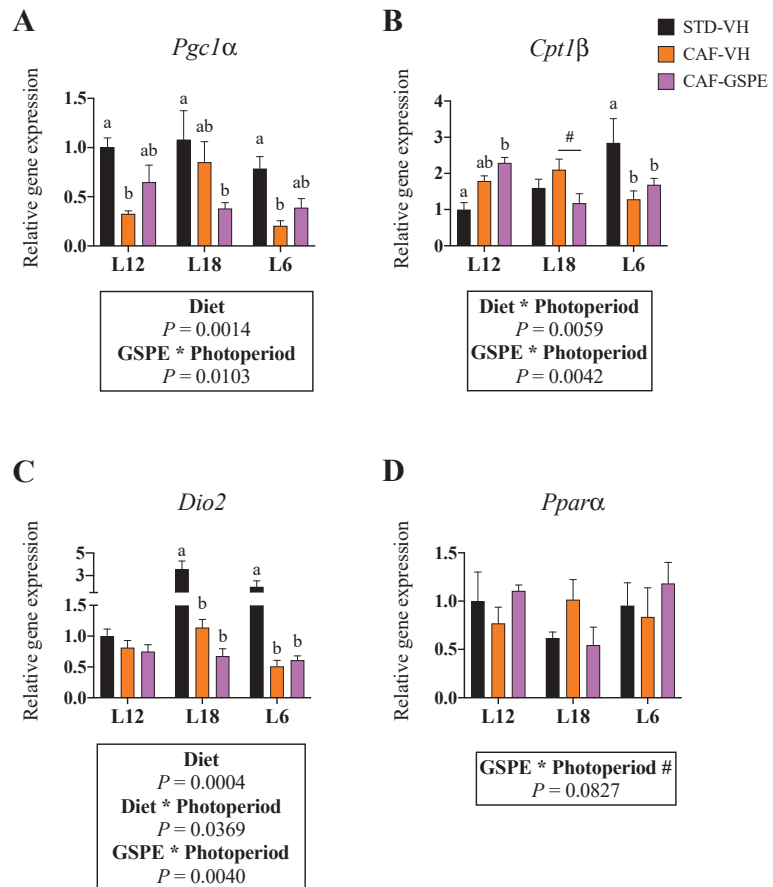 A
Pgc1α
Relative gene expression
1.5
1.0
0.5
0.0
a
b
ab
a
ab
b
a
b
ab
L12 L18 L6
Diet
P = 0.0014
GSPE * Photoperiod
P = 0.0103
B
Cpt1β
STD-VH
CAF-VH
CAF-GSPE
Relative gene expression
4
3
2
1
0
a
ab
b
#
a
b
b
L12 L18 L6
Diet * Photoperiod
P = 0.0059
GSPE * Photoperiod
P = 0.0042
C
Dio2
Relative gene expression
5
3
1.5
1.0
0.5
0.0
a
b
b
a
b
b
L12 L18 L6
Diet
P = 0.0004
Diet * Photoperiod
P = 0.0369
GSPE * Photoperiod
P = 0.0040
D
Pparα
Relative gene expression
1.5
1.0
0.5
0.0
L12 L18 L6
GSPE * Photoperiod #
P = 0.0827